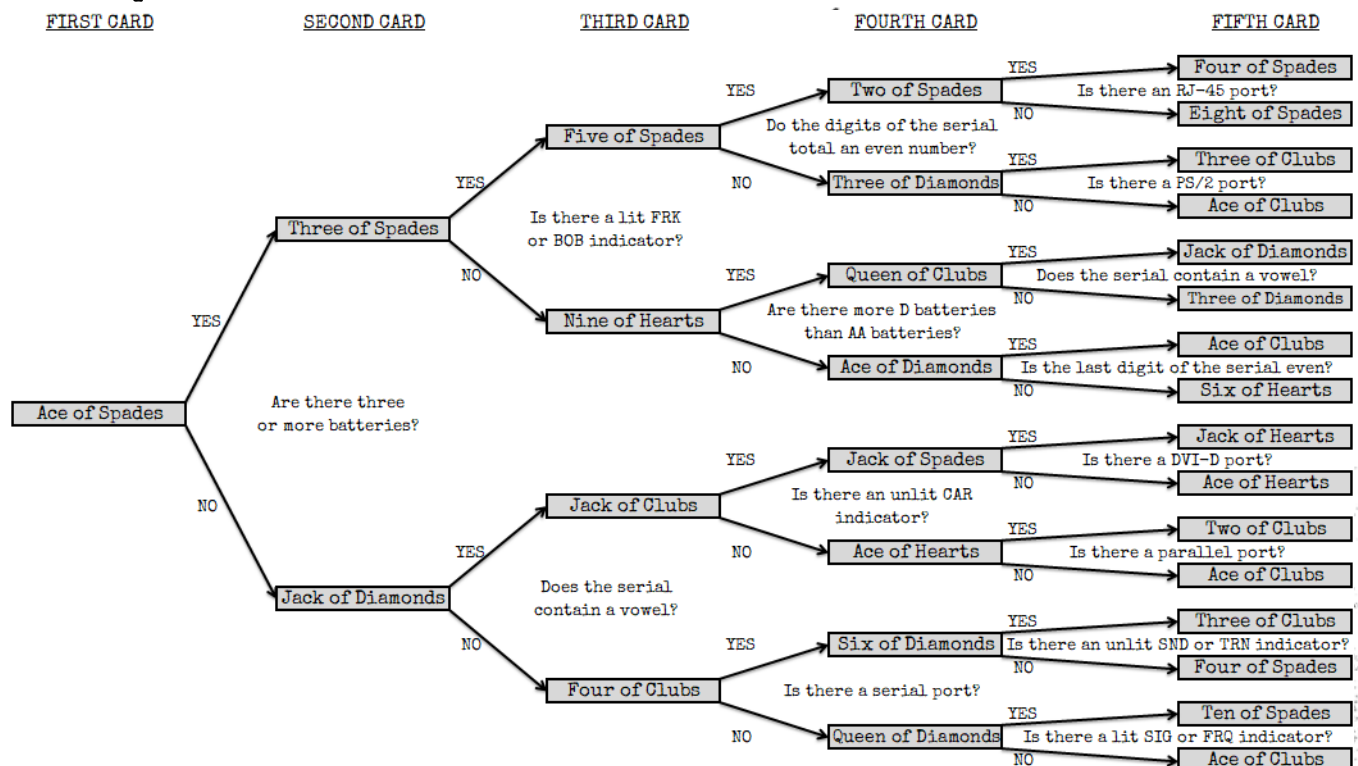 FIRST CARD SECOND CARD THIRD CARD FOURTH CARD FIFTH CARD
YES Four of Spades
YES Two of Spades Is there an RJ-45 port?
NO Eight of Spades
Five of Spades Do the digits of the serial
total an even number?
YES Three of Clubs
YES NO Three of Diamonds Is there a PS/2 port?
NO Ace of Clubs
Three of Spades Is there a lit FRK
or BOB indicator?
YES Jack of Diamonds
NO YES Queen of Clubs Does the serial contain a vowel?
NO Three of Diamonds
YES Nine of Hearts Are there more D batteries
than AA batteries?
YES Ace of Clubs
NO Ace of Diamonds Is the last digit of the serial even?
NO Six of Hearts
Ace of Spades Are there three
or more batteries?
YES Jack of Hearts
YES Jack of Spades Is there a DVI-D port?
NO Ace of Hearts
NO Jack of Clubs Is there an unlit CAR
indicator?
YES Two of Clubs
YES NO Ace of Hearts Is there a parallel port?
NO Ace of Clubs
Jack of Diamonds Does the serial
contain a vowel?
YES Three of Clubs
NO YES Six of Diamonds Is there an unlit SND or TRN indicator?
NO Four of Spades
Four of Clubs Is there a serial port?
YES Ten of Spades
NO Queen of Diamonds Is there a lit SIG or FRQ indicator?
NO Ace of Clubs